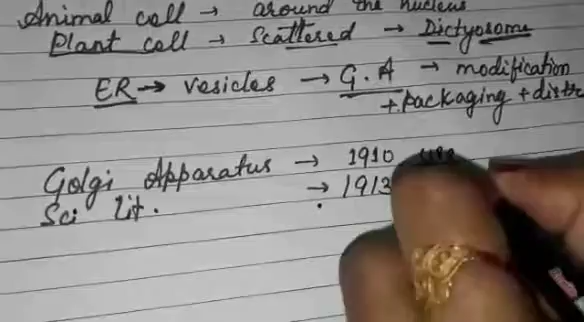 Animal cell → around the nucleus
Plant cell → Scattered → Dictyosome
ER → vesicles → G.A → modification
+ packaging + distr
Golgi Apparatus → 1910
Sci lit. → 1913